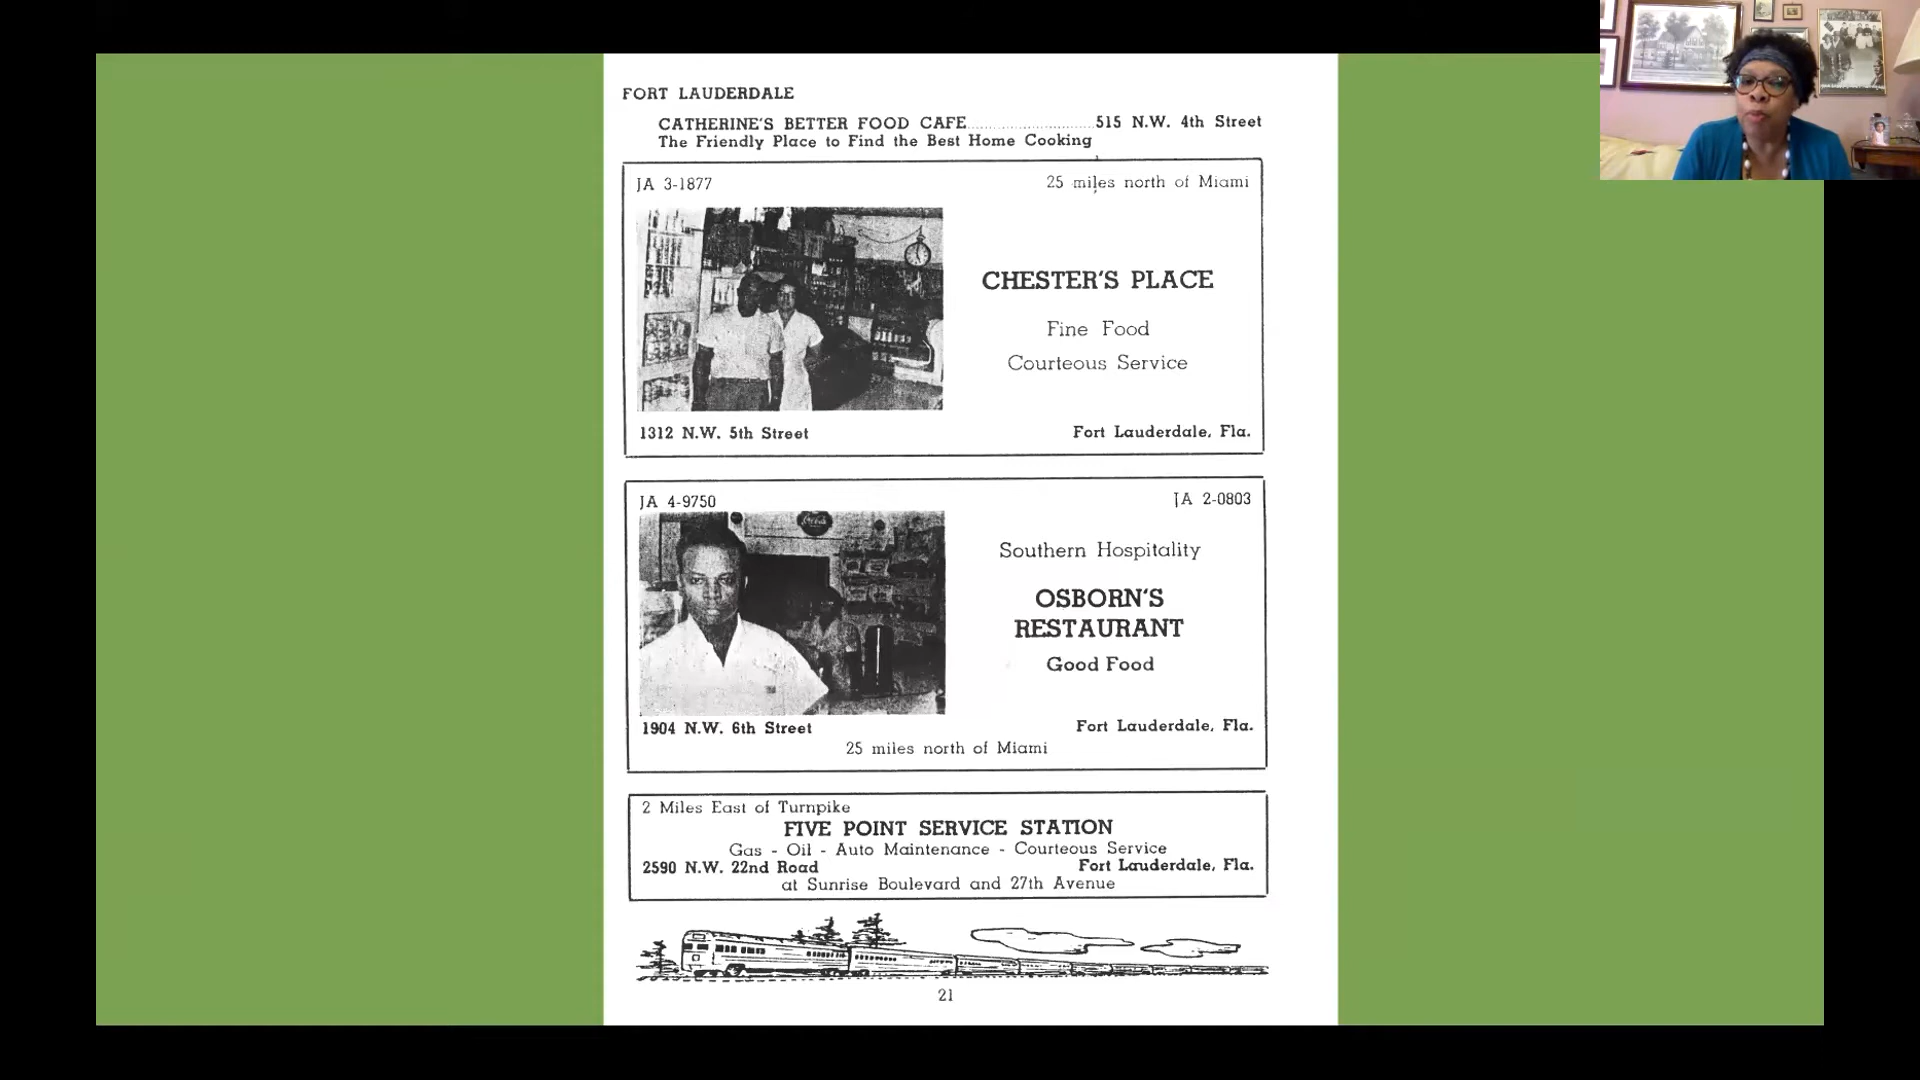 FORT LAUDERDALE
CATHERINE'S BETTER FOOD CAFE..............................515 N.W. 4th Street
The Friendly Place to Find the Best Home Cooking
JA 3-1877 25 miles north of Miami
CHESTER'S PLACE
Fine Food
Courteous Service
1312 N.W. 5th Street Fort Lauderdale, Fla.
JA 4-9750 JA 2-0803
Southern Hospitality
OSBORN'S
RESTAURANT
Good Food
1904 N.W. 6th Street Fort Lauderdale, Fla.
25 miles north of Miami
2 Miles East of Turnpike
FIVE POINT SERVICE STATION
Gas - Oil - Auto Maintenance - Courteous Service
2590 N.W. 22nd Road Fort Lauderdale, Fla.
at Sunrise Boulevard and 27th Avenue
21